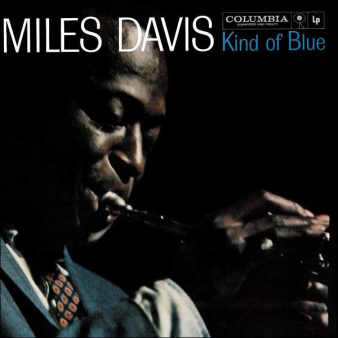 MILES DAVIS
COLUMBIA
Lp
Kind of Blue